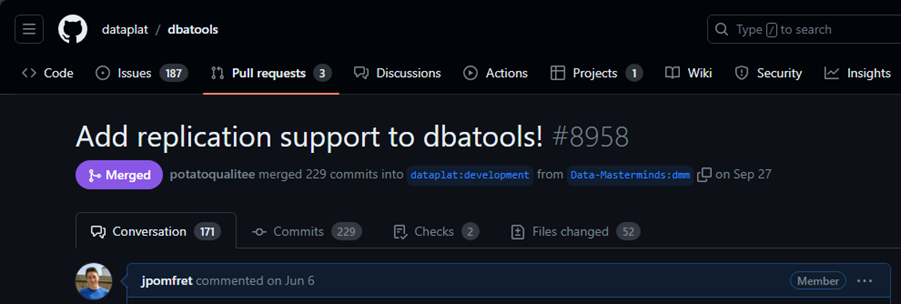 dataplat / dbatools Type / to search
Code Issues 187 Pull requests 3 Discussions Actions Projects 1 Wiki Security Insights
Add replication support to dbatools! #8958
Merged potatoqualitee merged 229 commits into dataplat:development from Data-Masterminds:dmm on Sep 27
Conversation 171 Commits 229 Checks 2 Files changed 52
jpomfret commented on Jun 6 Member